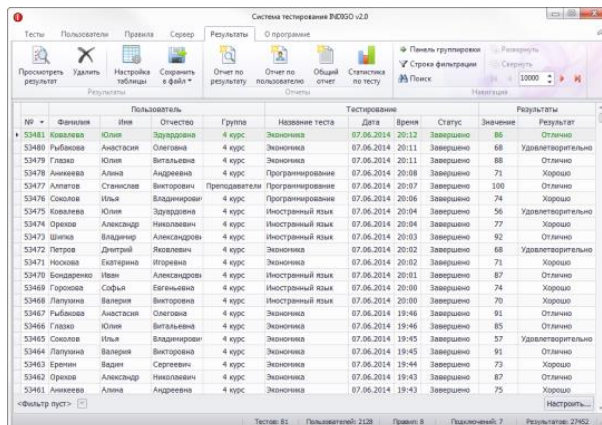 Система тестирования INDIGO v2.0
Тесты Пользователи Правила Сервер Результаты О программе
Просмотреть результат Удалить Настройка таблицы Сохранить в файл Отчет по результату Отчет по пользователю Общий отчет Статистика по тесту
Панель группировки Развернуть
Строка фильтрации Свернуть
Поиск 10000
Результаты Отчеты Навигация
Пользователь Тестирование Результаты
№ Фамилия Имя Отчество Группа Название теста Дата Время Статус Значение Результат
53481 Ковалева Юлия Эдуардовна 4 курс Экономика 07.06.2014 20:12 Завершено 86 Отлично
53480 Рыбакова Анастасия Олеговна 4 курс Экономика 07.06.2014 20:11 Завершено 68 Удовлетворительно
53479 Глазко Юлия Витальевна 4 курс Экономика 07.06.2014 20:11 Завершено 88 Отлично
53478 Аникеева Алина Андреевна 4 курс Программирование 07.06.2014 20:08 Завершено 71 Хорошо
53477 Алпатов Станислав Викторович Преподаватели Программирование 07.06.2014 20:07 Завершено 100 Отлично
53476 Соколов Илья Владимирович 4 курс Программирование 07.06.2014 20:06 Завершено 74 Хорошо
53475 Ковалева Юлия Эдуардовна 4 курс Иностранный язык 07.06.2014 20:04 Завершено 56 Удовлетворительно
53474 Орехов Александр Николаевич 4 курс Иностранный язык 07.06.2014 20:04 Завершено 77 Хорошо
53473 Шипка Владимир Александрови 4 курс Иностранный язык 07.06.2014 20:03 Завершено 92 Отлично
53472 Петров Дмитрий Яковлевич 4 курс Экономика 07.06.2014 20:02 Завершено 68 Удовлетворительно
53471 Носкова Екатерина Игоревна 4 курс Экономика 07.06.2014 20:02 Завершено 71 Хорошо
53470 Бондаренко Иван Александрови 4 курс Иностранный язык 07.06.2014 20:01 Завершено 87 Отлично
53469 Горохова Софья Евгеньевна 4 курс Иностранный язык 07.06.2014 20:00 Завершено 74 Хорошо
53468 Лапухина Валерия Викторовна 4 курс Иностранный язык 07.06.2014 20:00 Завершено 70 Хорошо
53467 Рыбакова Анастасия Олеговна 4 курс Экономика 07.06.2014 19:46 Завершено 91 Отлично
53466 Глазко Юлия Витальевна 4 курс Экономика 07.06.2014 19:46 Завершено 85 Отлично
53465 Соколов Илья Владимирович 4 курс Экономика 07.06.2014 19:45 Завершено 57 Удовлетворительно
53464 Лапухина Валерия Викторовна 4 курс Экономика 07.06.2014 19:45 Завершено 91 Отлично
53463 Еремин Вадим Сергеевич 4 курс Экономика 07.06.2014 19:44 Завершено 73 Хорошо
53462 Орехов Александр Николаевич 4 курс Экономика 07.06.2014 19:43 Завершено 87 Отлично
53461 Аникеева Алина Андреевна 4 курс Экономика 07.06.2014 19:43 Завершено 75 Хорошо
<Фильтр пуст> Настроить...
Тестов: 81 Пользователей: 2128 Правил: 8 Подключений: 7 Результатов: 27452